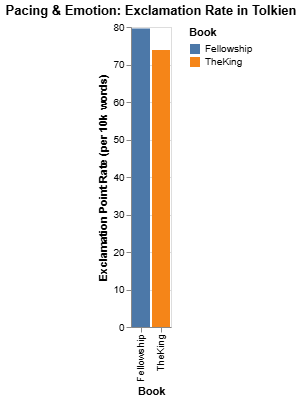 Pacing & Emotion: Exclamation Rate in Tolkien
Book
Fellowship
TheKing
Exclamation Point Rate (per 10k words)
80
70
60
50
40
30
20
10
0
Fellowship
TheKing
Book